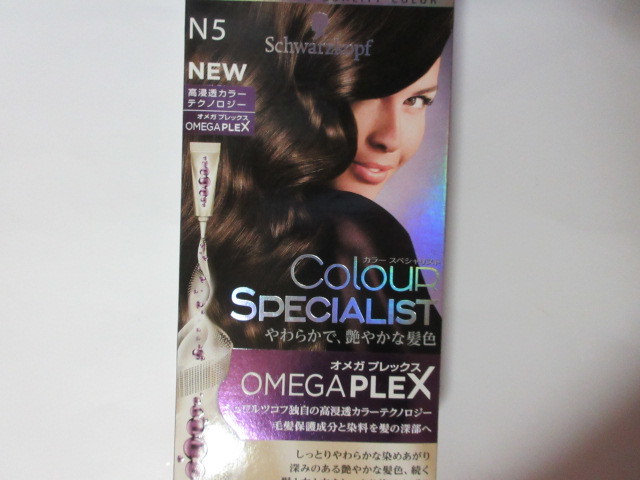 COLOR
N5
Schwarzkopf
NEW
高浸透カラー
テクノロジー
オメガ プレックス
OMEGAPLEX
カラー スペシャリスト
COLOUR
SPECIALIST
やわらかで、艶やかな髪色
オメガ プレックス
OMEGAPLEX
ワルツコフ独自の高浸透カラーテクノロジー
毛髪保護成分と染料を髪の深部へ
しっとりやわらかな染めあがり
深みのある艶やかな髪色、続く